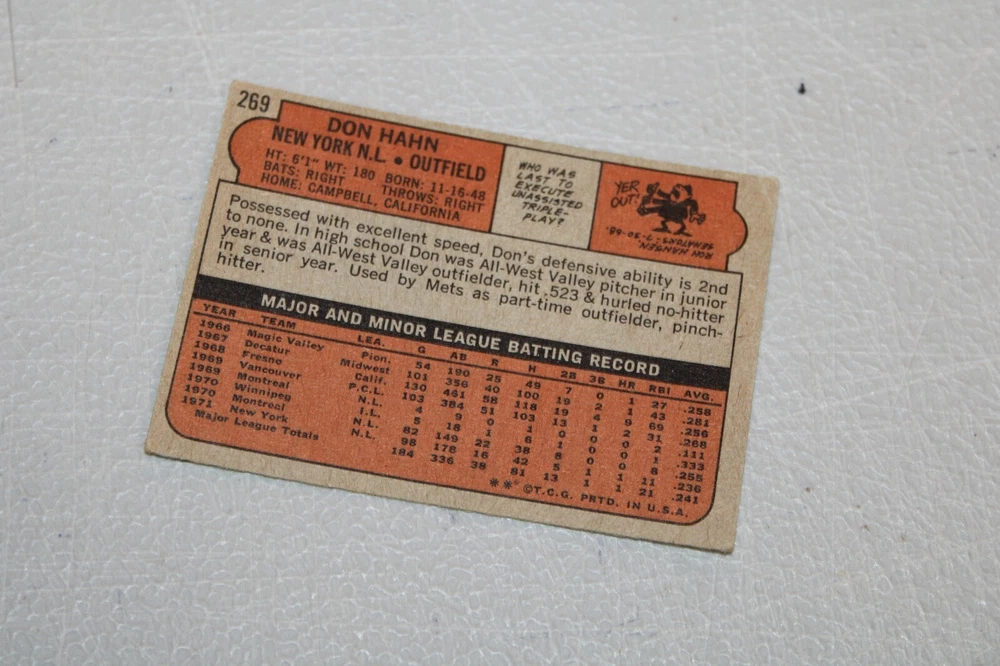 269
DON HAHN
NEW YORK N.L. • OUTFIELD
HT: 6'1" WT: 180 BORN: 11-16-48
BATS: RIGHT THROWS: RIGHT
HOME: CAMPBELL, CALIFORNIA
WHO WAS
LAST TO
EXECUTE
UNASSISTED
TRIPLE-
PLAY?
YER
OUT!
RON HANSEN,
SENATORS-7-30-68.
Possessed with excellent speed, Don's defensive ability is 2nd
to none. In high school Don was All-West Valley pitcher in junior
year & was All-West Valley outfielder, hit .523 & hurled no-hitter
in senior year. Used by Mets as part-time outfielder, pinch-
hitter.
MAJOR AND MINOR LEAGUE BATTING RECORD
YEAR TEAM LEA. G AB R H 2B 3B HR RBI AVG.
1966 Magic Valley Pion. 54 190 25 49 7 0 1 27 .258
1967 Decatur Midwest 101 356 40 100 19 2 1 43 .281
1968 Fresno Calif. 130 461 58 118 19 4 9 69 .256
1969 Vancouver P.C.L. 103 384 51 103 13 1 2 31 .268
1969 Montreal N.L. 4 9 0 1 0 0 0 2 .111
1970 Winnipeg I.L. 5 18 1 6 1 0 0 1 .333
1970 Montreal N.L. 82 149 22 38 8 0 0 8 .255
1971 New York N.L. 98 178 16 42 5 1 1 11 .236
Major League Totals 184 336 38 81 13 1 1 21 .241
** ©T.C.G. PRTD. IN U.S.A.